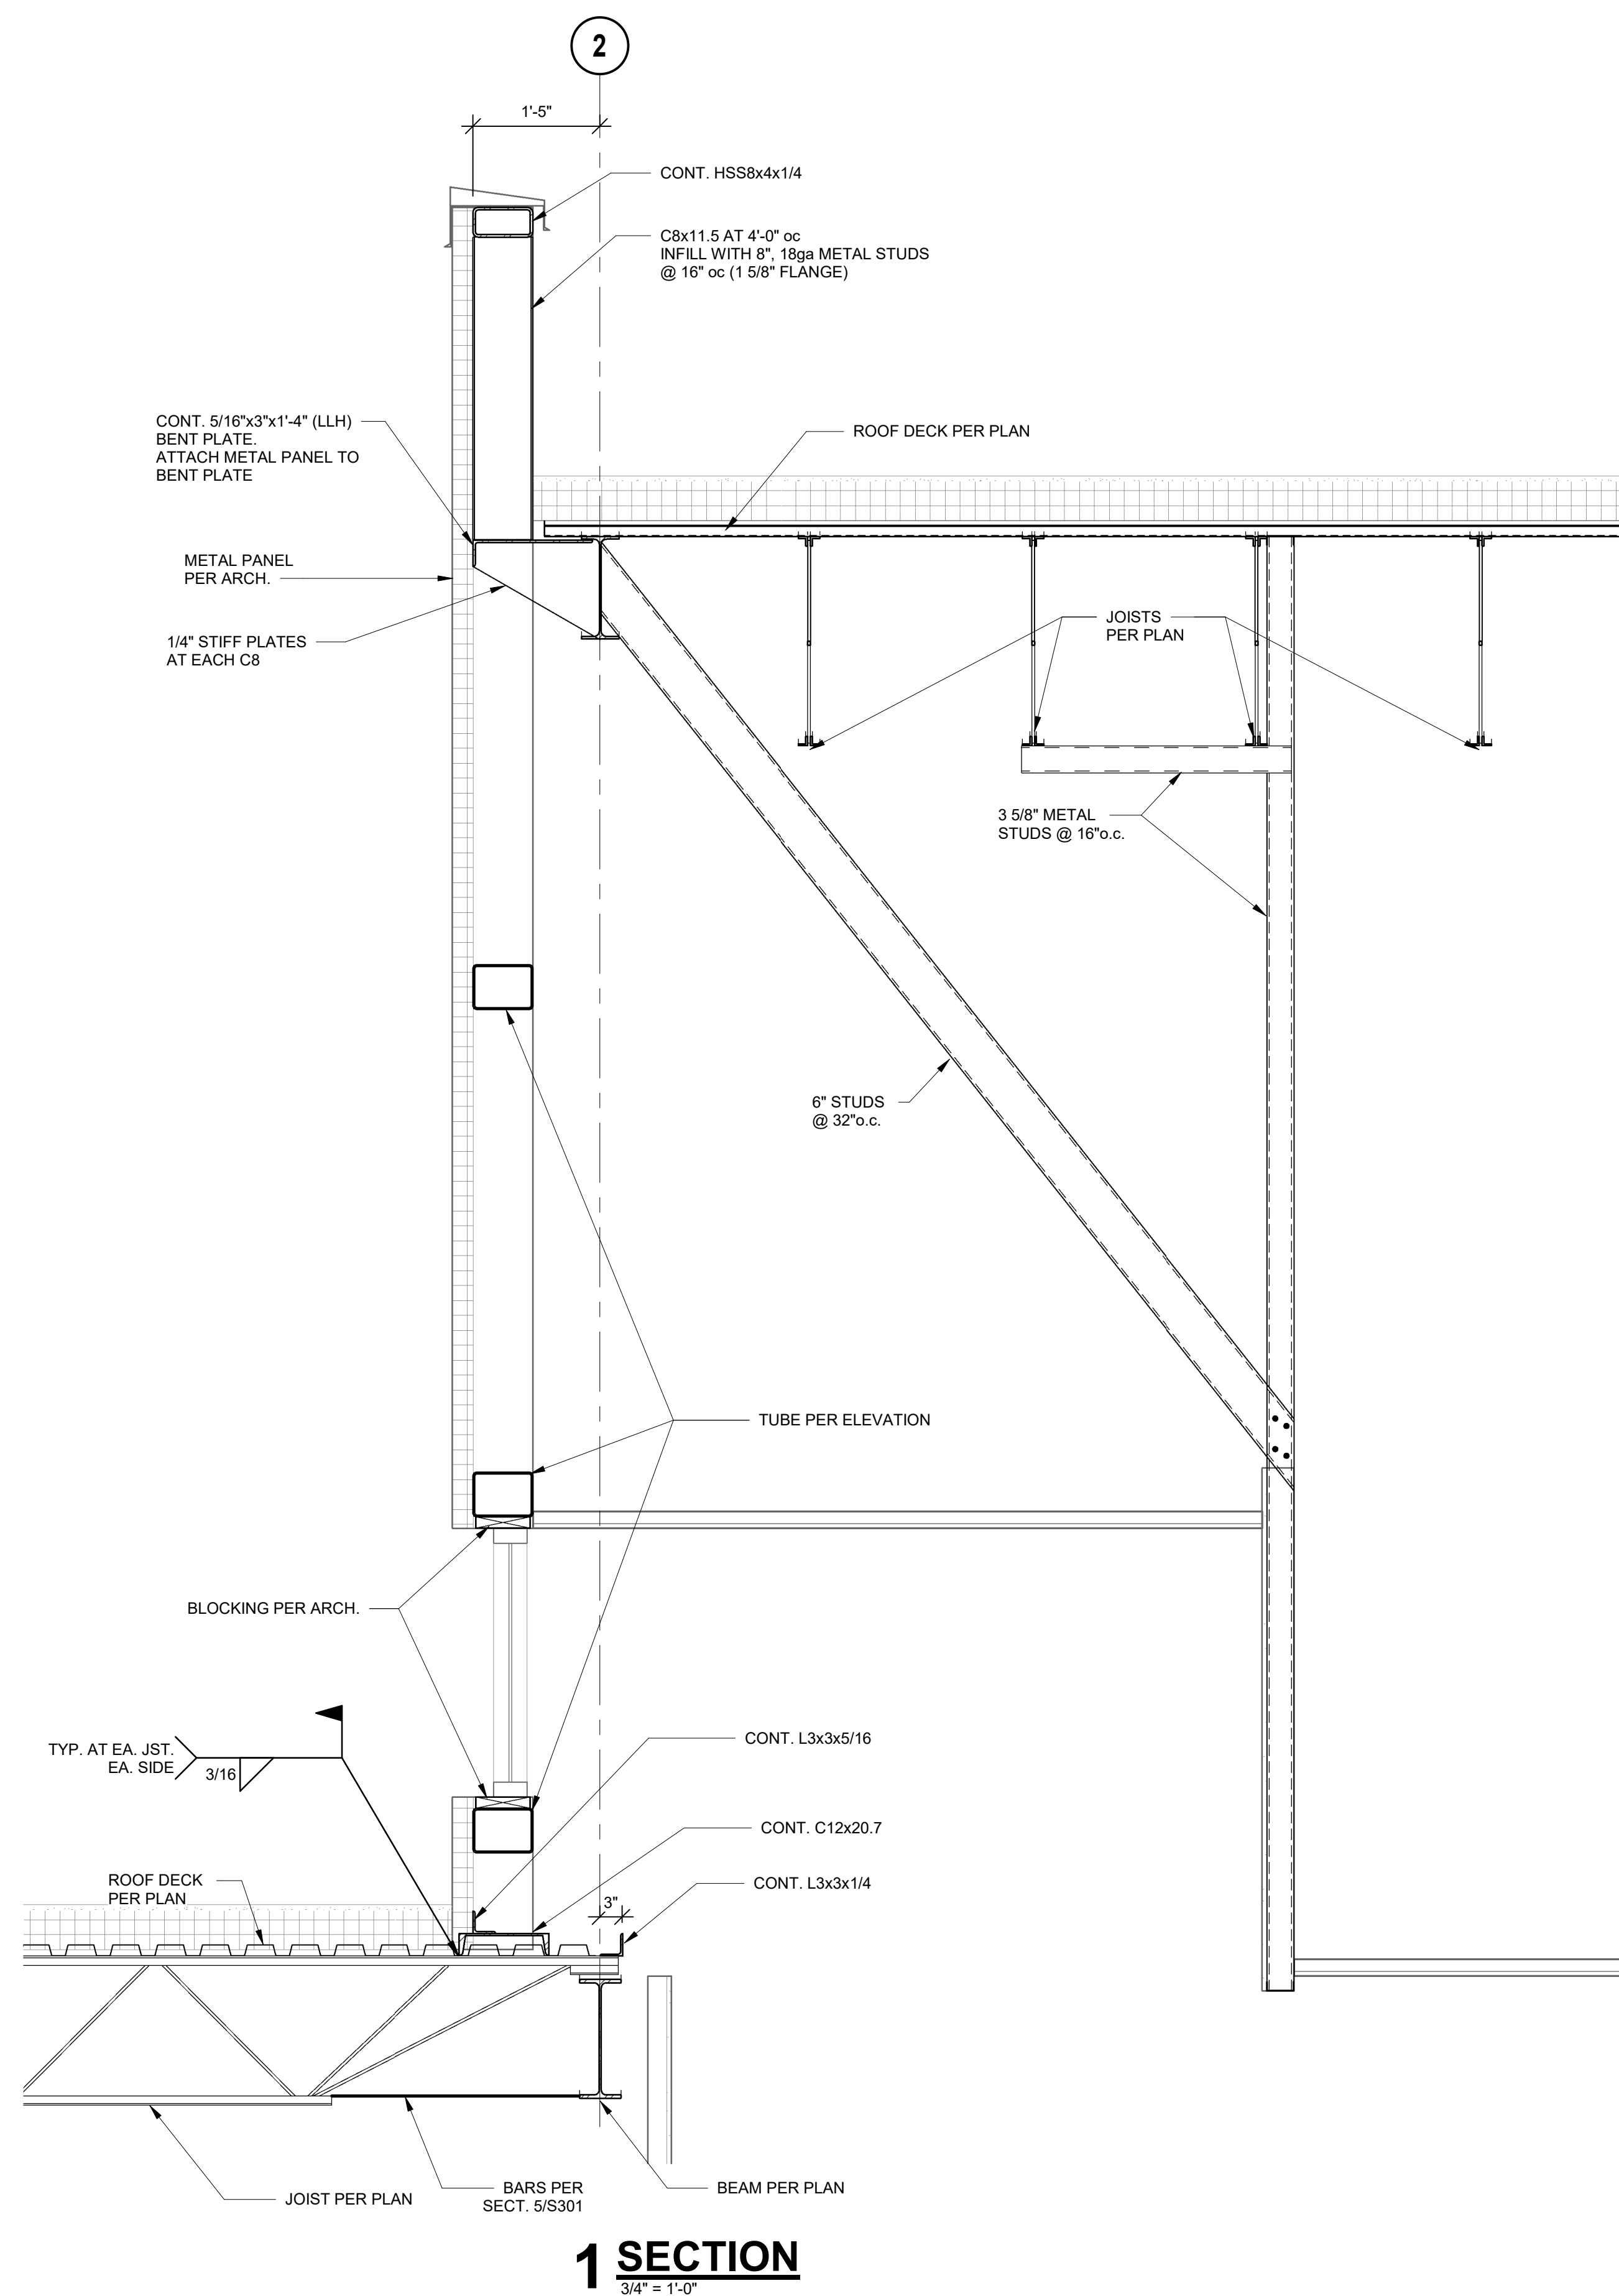 2
1'-5"
CONT. HSS8x4x1/4
C8x11.5 AT 4'-0" oc
INFILL WITH 8", 18ga METAL STUDS
@ 16" oc (1 5/8" FLANGE)
CONT. 5/16"x3"x1'-4" (LLH)
BENT PLATE.
ATTACH METAL PANEL TO
BENT PLATE
ROOF DECK PER PLAN
METAL PANEL
PER ARCH.
1/4" STIFF PLATES
AT EACH C8
JOISTS
PER PLAN
3 5/8" METAL
STUDS @ 16"o.c.
6" STUDS
@ 32"o.c.
TUBE PER ELEVATION
BLOCKING PER ARCH.
TYP. AT EA. JST.
EA. SIDE
3/16
CONT. L3x3x5/16
CONT. C12x20.7
ROOF DECK
PER PLAN
CONT. L3x3x1/4
3"
JOIST PER PLAN
BARS PER
SECT. 5/S301
BEAM PER PLAN
1 SECTION
3/4" = 1'-0"